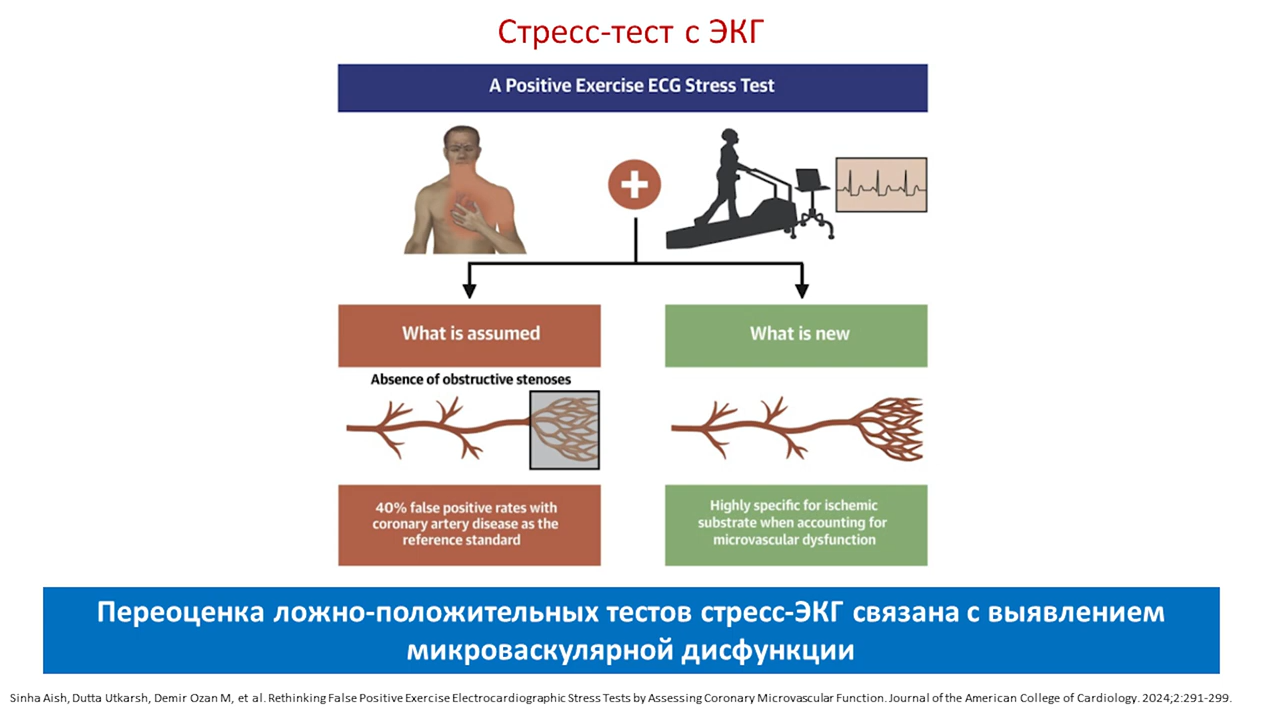 Стресс-тест с ЭКГ
A Positive Exercise ECG Stress Test
What is assumed
What is new
Absence of obstructive stenoses
40% false positive rates with
coronary artery disease as the
reference standard
Highly specific for ischemic
substrate when accounting for
microvascular dysfunction
Переоценка ложно-положительных тестов стресс-ЭКГ связана с выявлением
микроваскулярной дисфункции
Sinha Aish, Dutta Utkarsh, Demir Ozan M, et al. Rethinking False Positive Exercise Electrocardiographic Stress Tests by Assessing Coronary Microvascular Function. Journal of the American College of Cardiology. 2024;2:291-299.